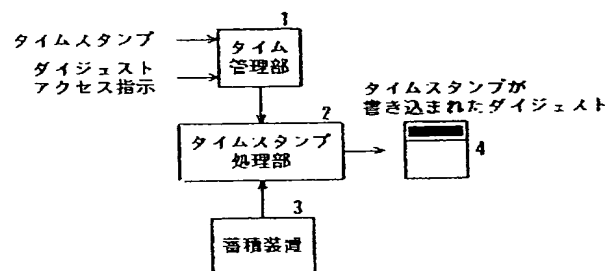 1
タイムスタンプ
タイム
管理部
ダイジェスト
アクセス指示
タイムスタンプが
書き込まれたダイジェスト
2
タイムスタンプ
処理部
4
3
蓄積装置